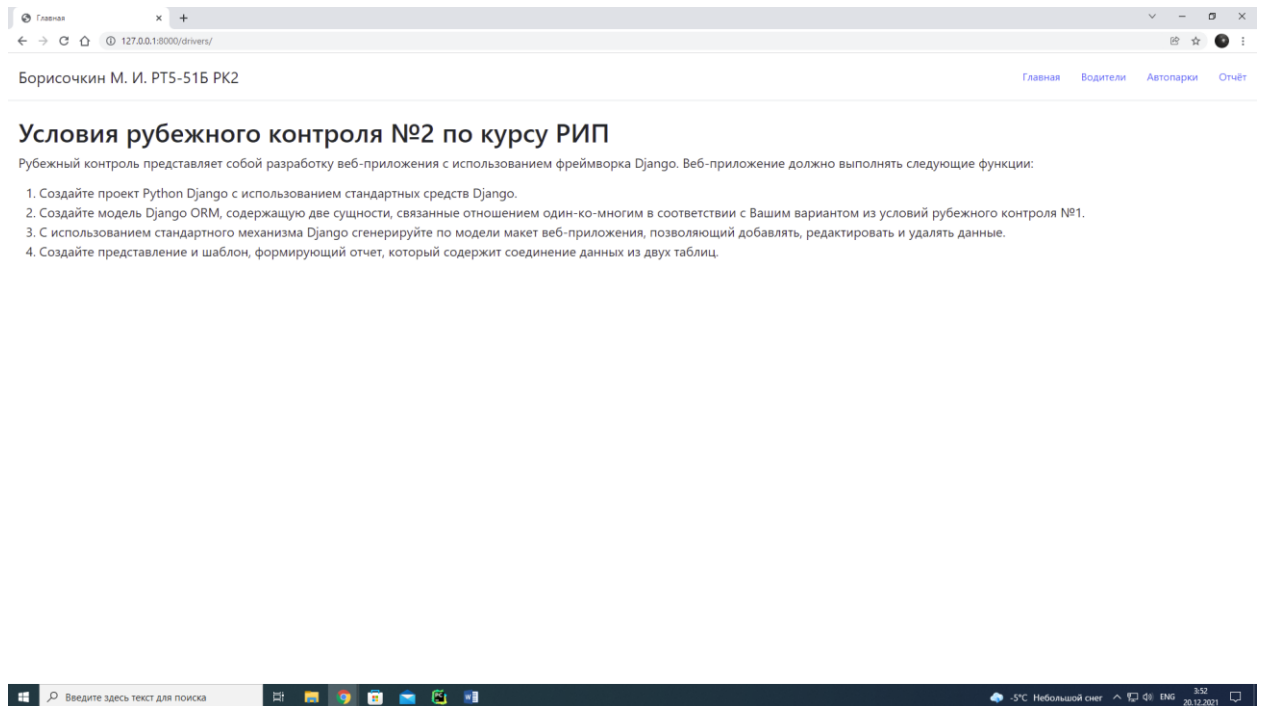 Главная
127.0.0.1:8000/drivers/
Борисочкин М. И. РТ5-51Б РК2
Главная Водители Автопарки Отчёт
Условия рубежного контроля №2 по курсу РИП
Рубежный контроль представляет собой разработку веб-приложения с использованием фреймворка Django. Веб-приложение должно выполнять следующие функции:
1. Создайте проект Python Django с использованием стандартных средств Django.
2. Создайте модель Django ORM, содержащую две сущности, связанные отношением один-ко-многим в соответствии с Вашим вариантом из условий рубежного контроля №1.
3. С использованием стандартного механизма Django сгенерируйте по модели макет веб-приложения, позволяющий добавлять, редактировать и удалять данные.
4. Создайте представление и шаблон, формирующий отчет, который содержит соединение данных из двух таблиц.
Введите здесь текст для поиска
-5°C Небольшой снег
ENG
3:52
20.12.2021